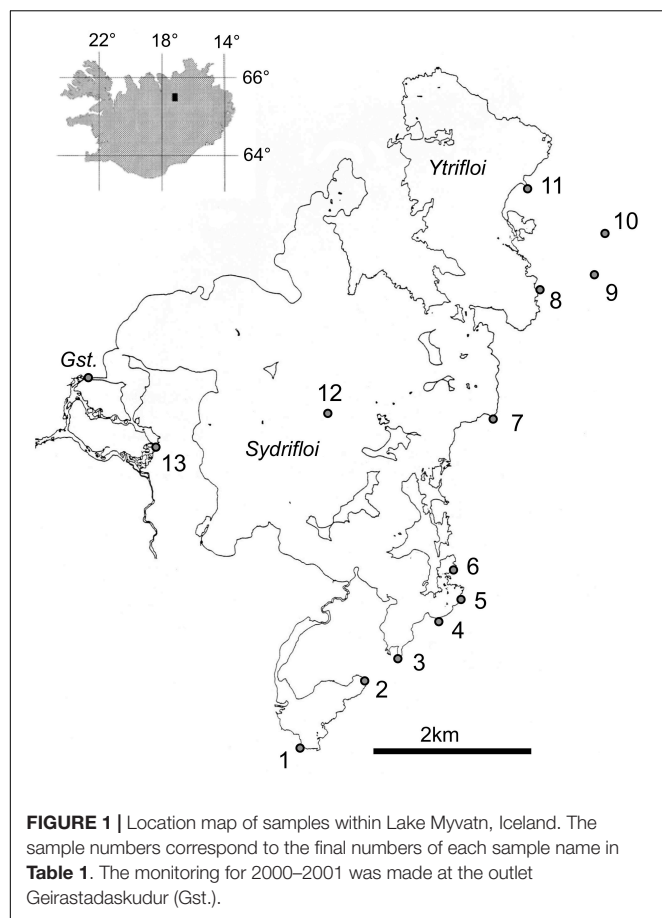 22° 18° 14°
66°
64°
Ytrifloi
11
10
9
8
Gst.
12
7
Sydrifloi
13
6
5
4
3
2
2km
1
FIGURE 1 | Location map of samples within Lake Myvatn, Iceland. The
sample numbers correspond to the final numbers of each sample name in
Table 1. The monitoring for 2000–2001 was made at the outlet
Geirastadaskudur (Gst.).